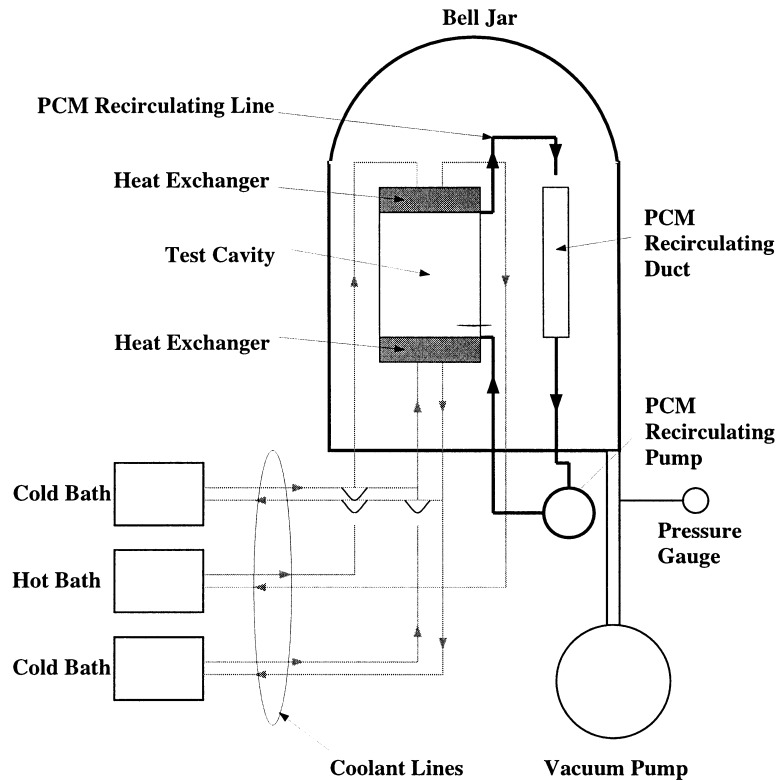 Bell Jar
PCM Recirculating Line
Heat Exchanger
Test Cavity
Heat Exchanger
PCM
Recirculating
Duct
PCM
Recirculating
Pump
Cold Bath
Hot Bath
Cold Bath
Pressure
Gauge
Coolant Lines
Vacuum Pump